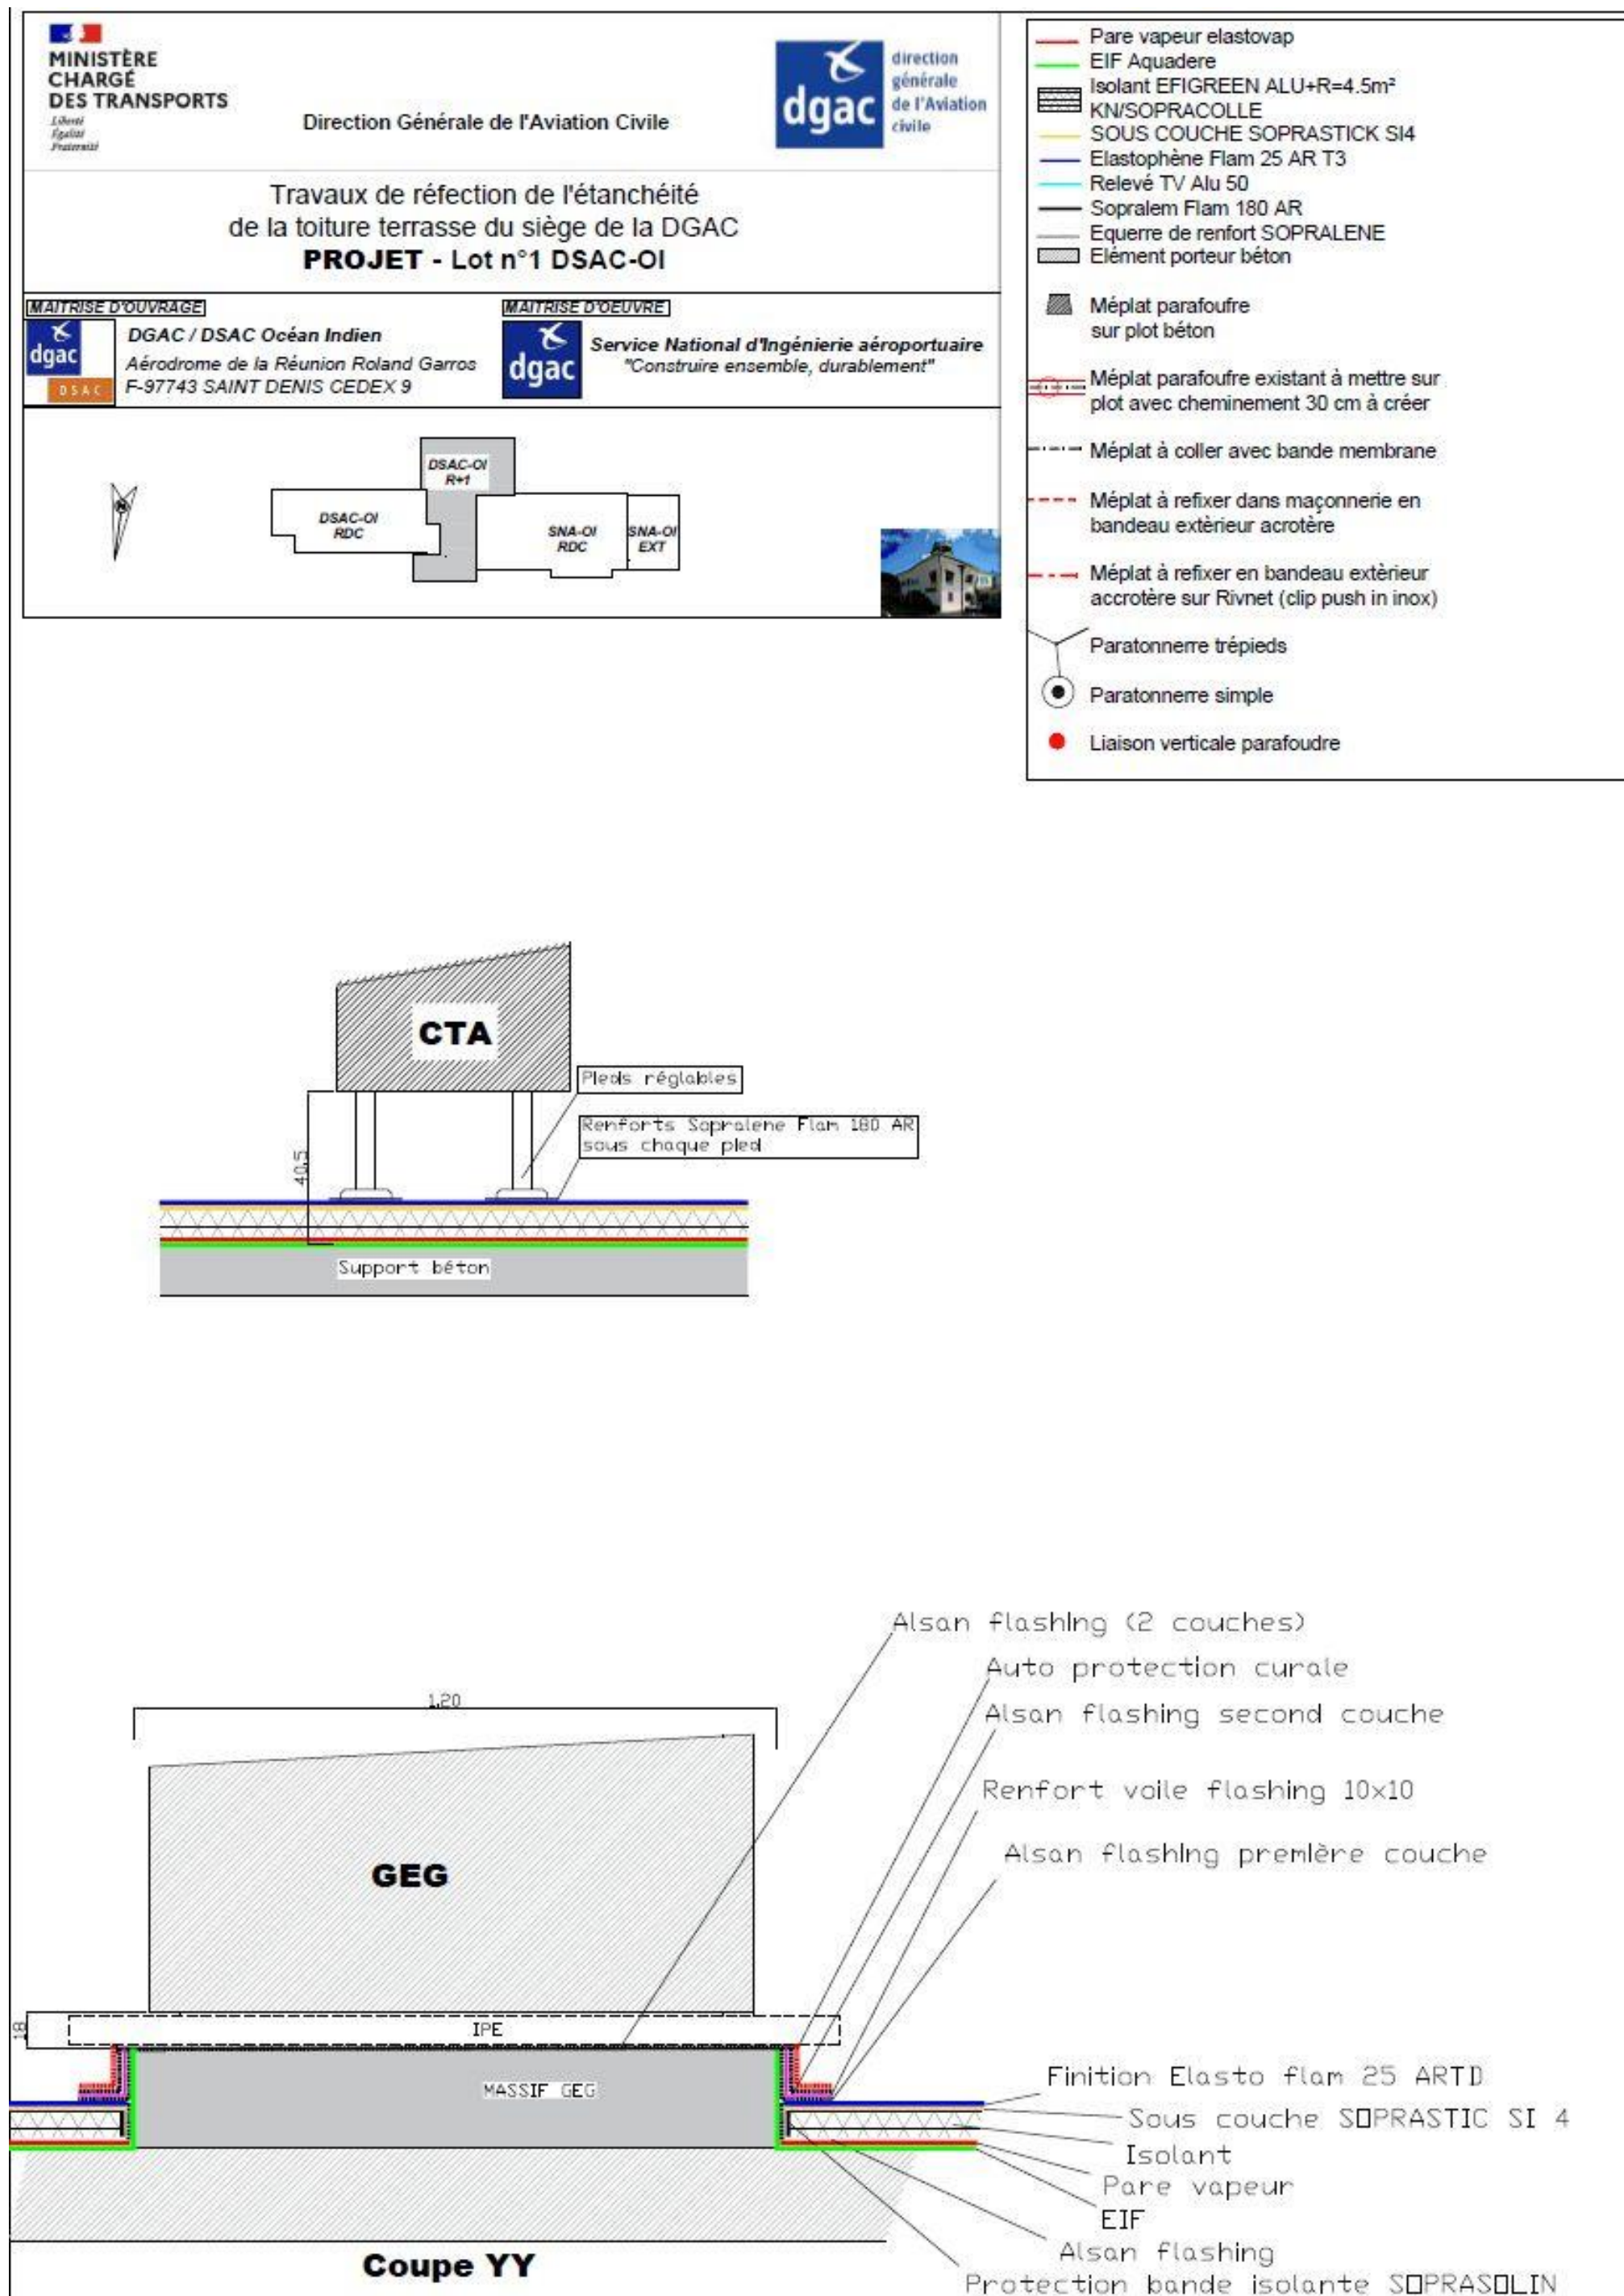 MINISTÈRE
CHARGÉ
DES TRANSPORTS
Liberté
Égalité
Fraternité
Direction Générale de l'Aviation Civile
dgac
direction
générale
de l'Aviation
civile
Travaux de réfection de l'étanchéité
de la toiture terrasse du siège de la DGAC
PROJET - Lot n°1 DSAC-OI
MAITRISE D'OUVRAGE
dgac
DSAC
DGAC / DSAC Océan Indien
Aérodrome de la Réunion Roland Garros
F-97743 SAINT DENIS CEDEX 9
MAITRISE D'OEUVRE
dgac
Service National d'Ingénierie aéroportuaire
"Construire ensemble, durablement"
N
DSAC-OI
R+1
DSAC-OI
RDC
SNA-OI
RDC
SNA-OI
EXT
Pare vapeur elastovap
EIF Aquadere
Isolant EFIGREEN ALU+R=4.5m²
KN/SOPRACOLLE
SOUS COUCHE SOPRASTICK SI4
Elastophène Flam 25 AR T3
Relevé TV Alu 50
Sopralem Flam 180 AR
Equerre de renfort SOPRALENE
Elément porteur béton
Méplat parafoufre
sur plot béton
Méplat parafoufre existant à mettre sur
plot avec cheminement 30 cm à créer
Méplat à coller avec bande membrane
Méplat à refixer dans maçonnerie en
bandeau extèrieur acrotère
Méplat à refixer en bandeau extèrieur
accrotère sur Rivnet (clip push in inox)
Paratonnerre trépieds
Paratonnerre simple
Liaison verticale parafoudre
CTA
Pieds réglables
Renforts Sopralene Flam 180 AR
sous chaque pied
40,5
Support béton
Alsan flashing (2 couches)
Auto protection curale
Alsan flashing second couche
Renfort voile flashing 10x10
Alsan flashing première couche
1,20
GEG
18
IPE
MASSIF GEG
Finition Elasto flam 25 ARTD
Sous couche SOPRASTIC SI 4
Isolant
Pare vapeur
EIF
Alsan flashing
Protection bande isolante SOPRASOLIN
Coupe YY